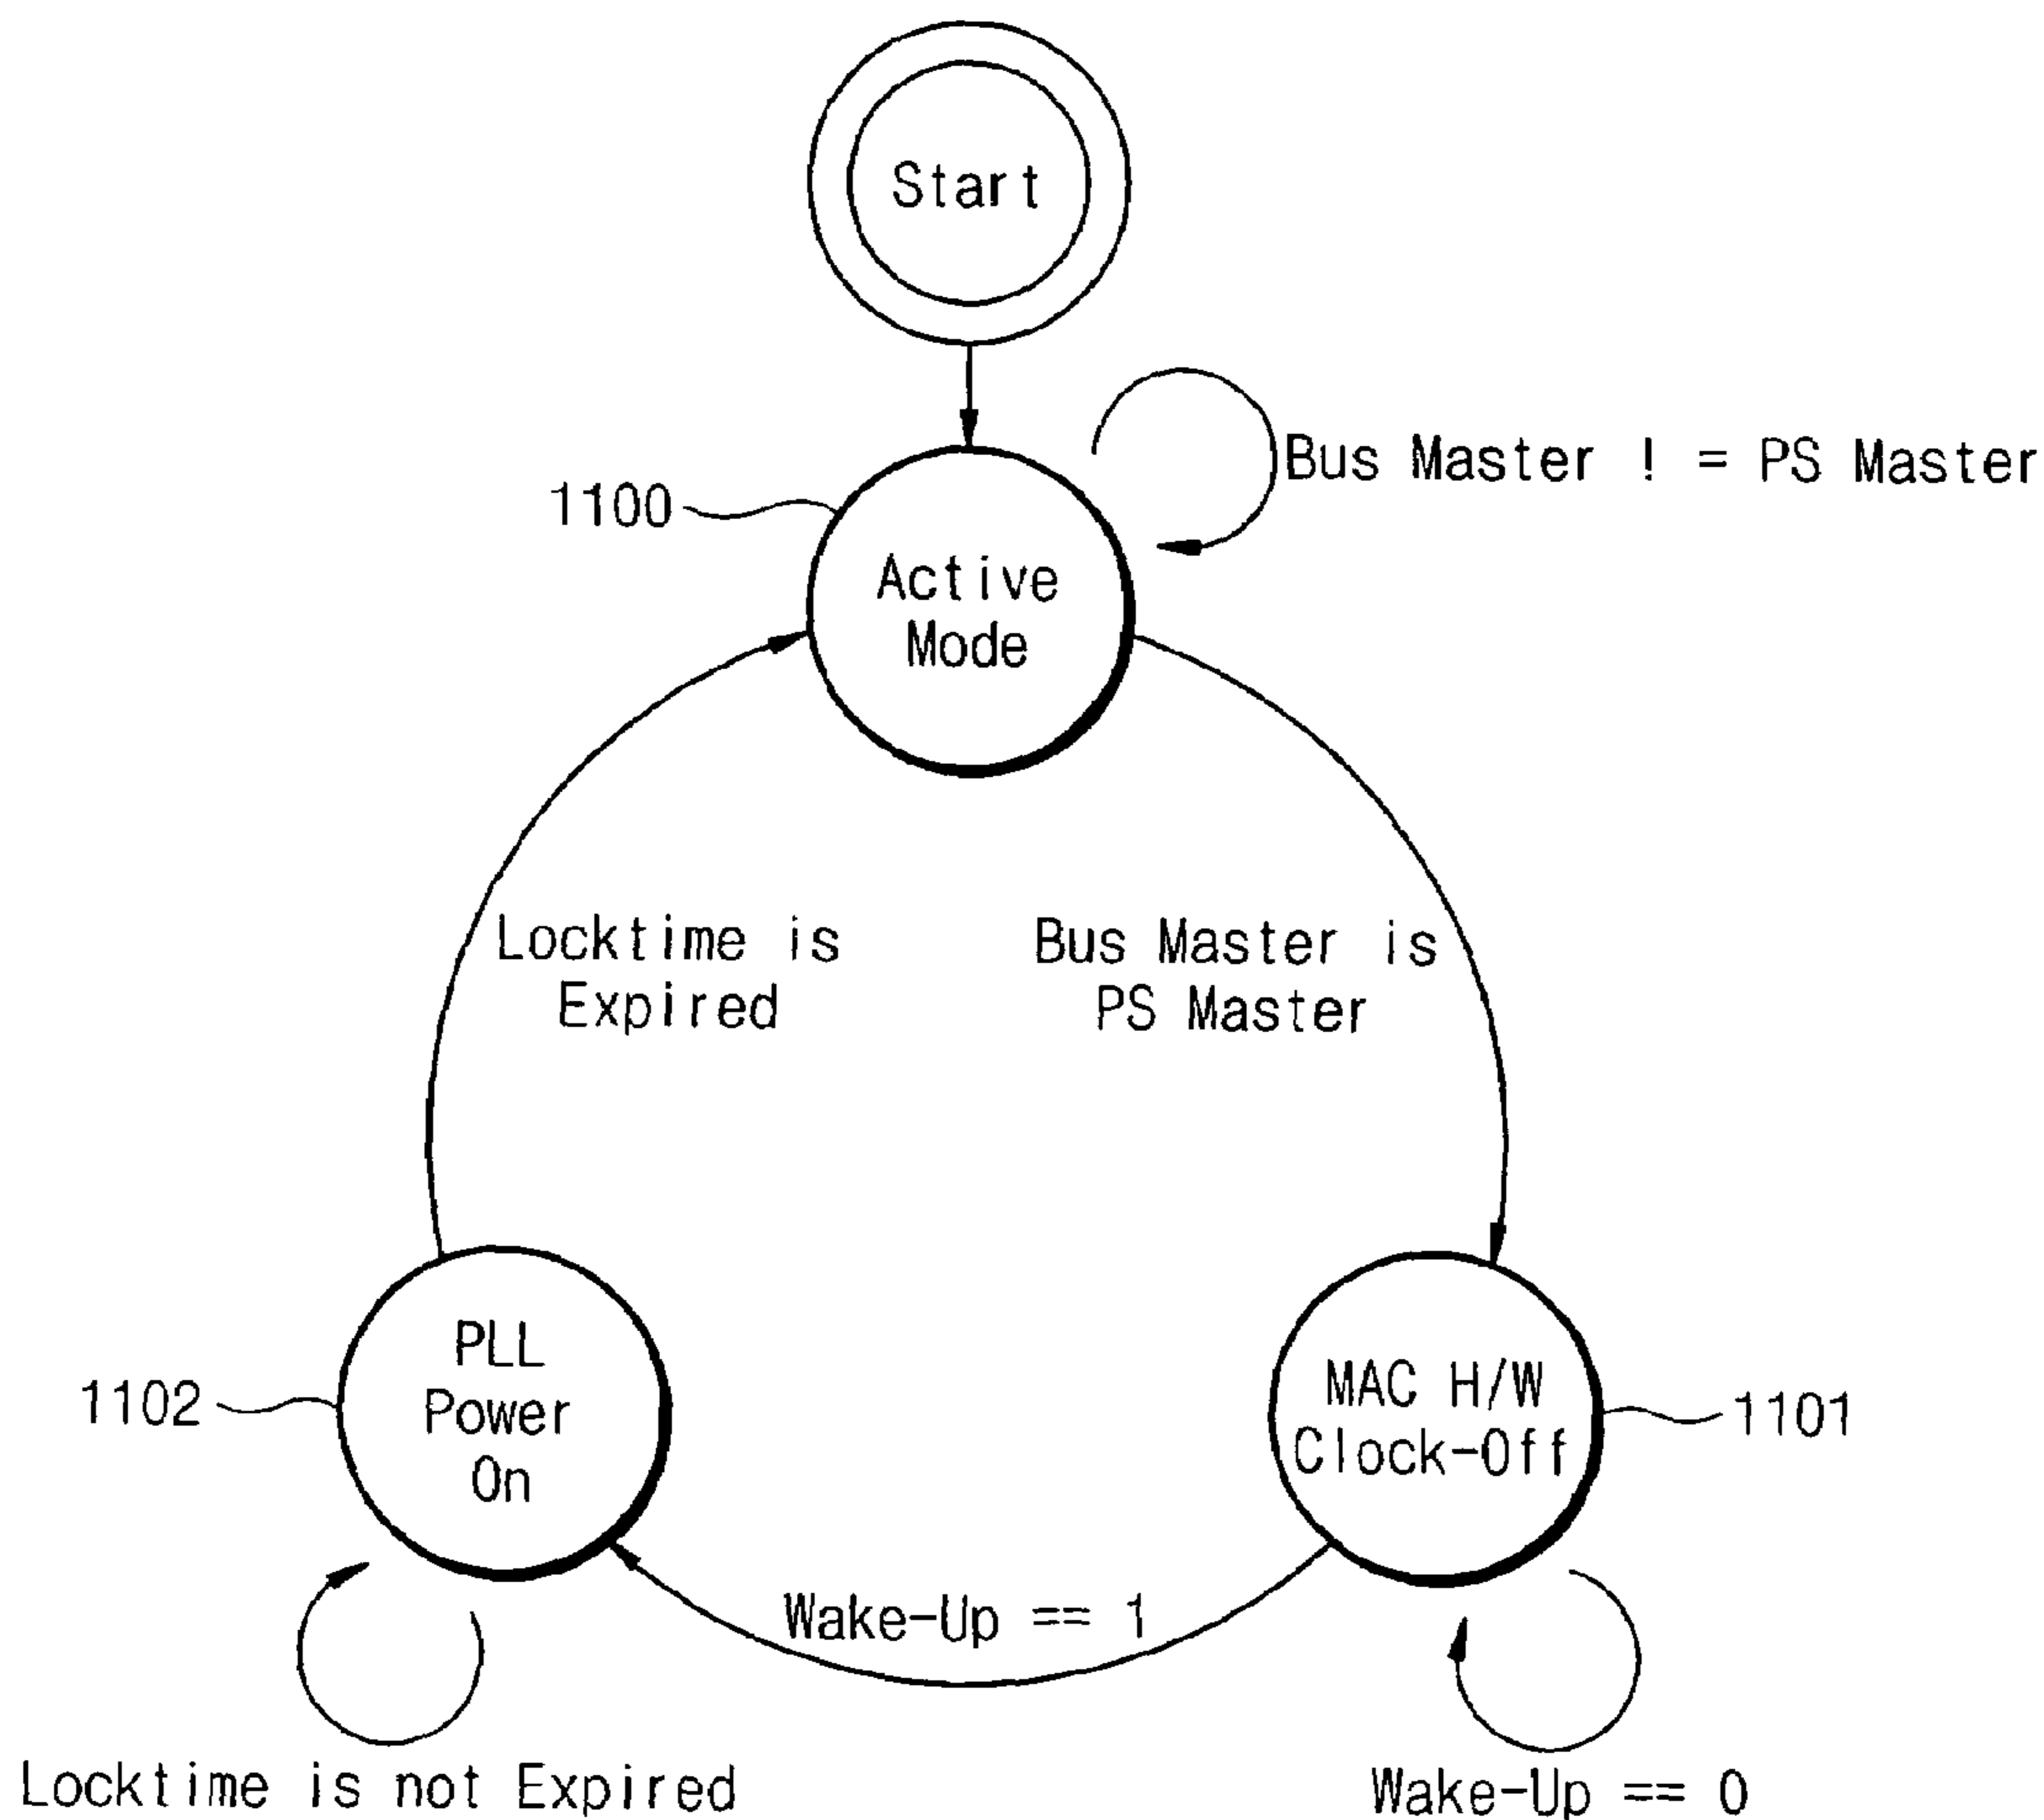 Start
Bus Master ! = PS Master
1100
Active
Mode
Locktime is
Expired
Bus Master is
PS Master
PLL
Power
On
1102
MAC H/W
Clock-Off
1101
Wake-Up == 1
Locktime is not Expired
Wake-Up == 0